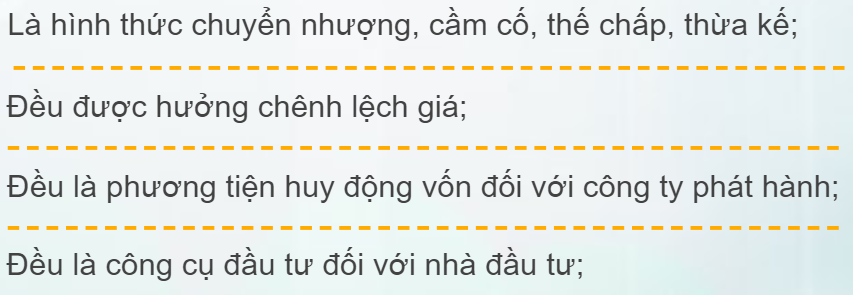 Là hình thức chuyển nhượng, cầm cố, thế chấp, thừa kế;
Đều được hưởng chênh lệch giá;
Đều là phương tiện huy động vốn đối với công ty phát hành;
Đều là công cụ đầu tư đối với nhà đầu tư;